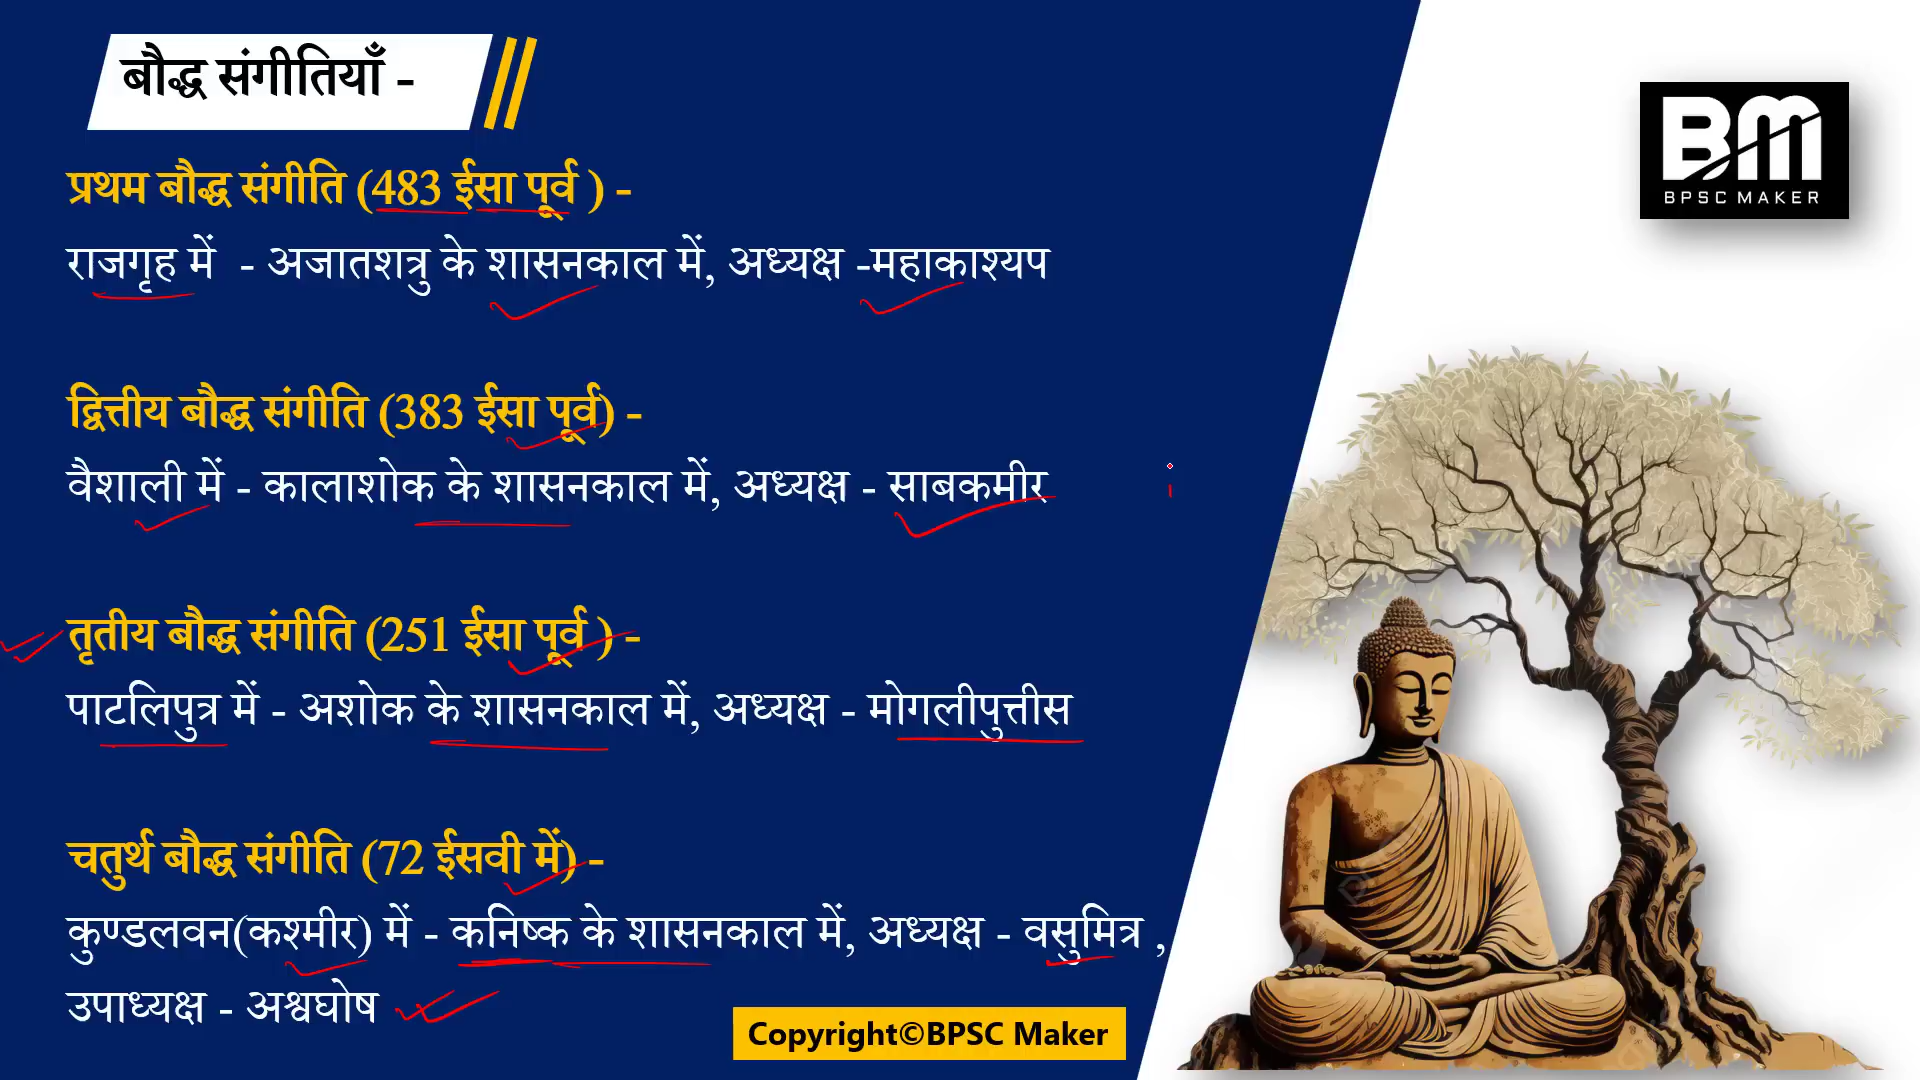 बौद्ध संगीतियाँ -
BM
BPSC MAKER
प्रथम बौद्ध संगीति (483 ईसा पूर्व ) -
राजगृह में - अजातशत्रु के शासनकाल में, अध्यक्ष -महाकाश्यप
द्वित्तीय बौद्ध संगीति (383 ईसा पूर्व) -
वैशाली में - कालाशोक के शासनकाल में, अध्यक्ष - साबकमीर
तृतीय बौद्ध संगीति (251 ईसा पूर्व ) -
पाटलिपुत्र में - अशोक के शासनकाल में, अध्यक्ष - मोगलीपुत्तीस
चतुर्थ बौद्ध संगीति (72 ईसवी में) -
कुण्डलवन(कश्मीर) में - कनिष्क के शासनकाल में, अध्यक्ष - वसुमित्र ,
उपाध्यक्ष - अश्वघोष
Copyright©BPSC Maker